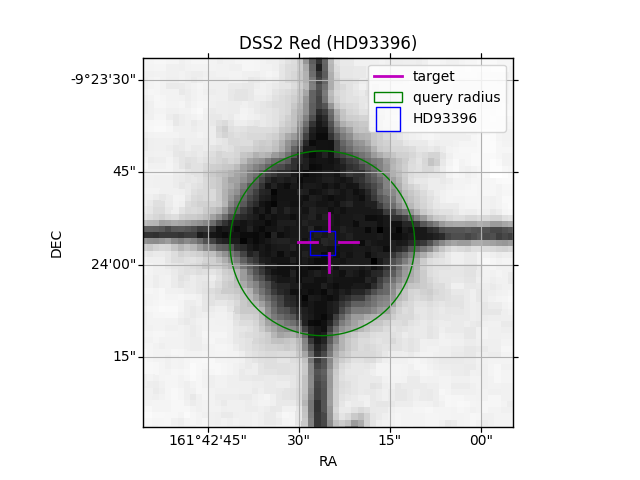 DSS2 Red (HD93396)
target
query radius
HD93396
-9°23'30"
45"
24'00"
15"
DEC
161°42'45"
30"
15"
00"
RA